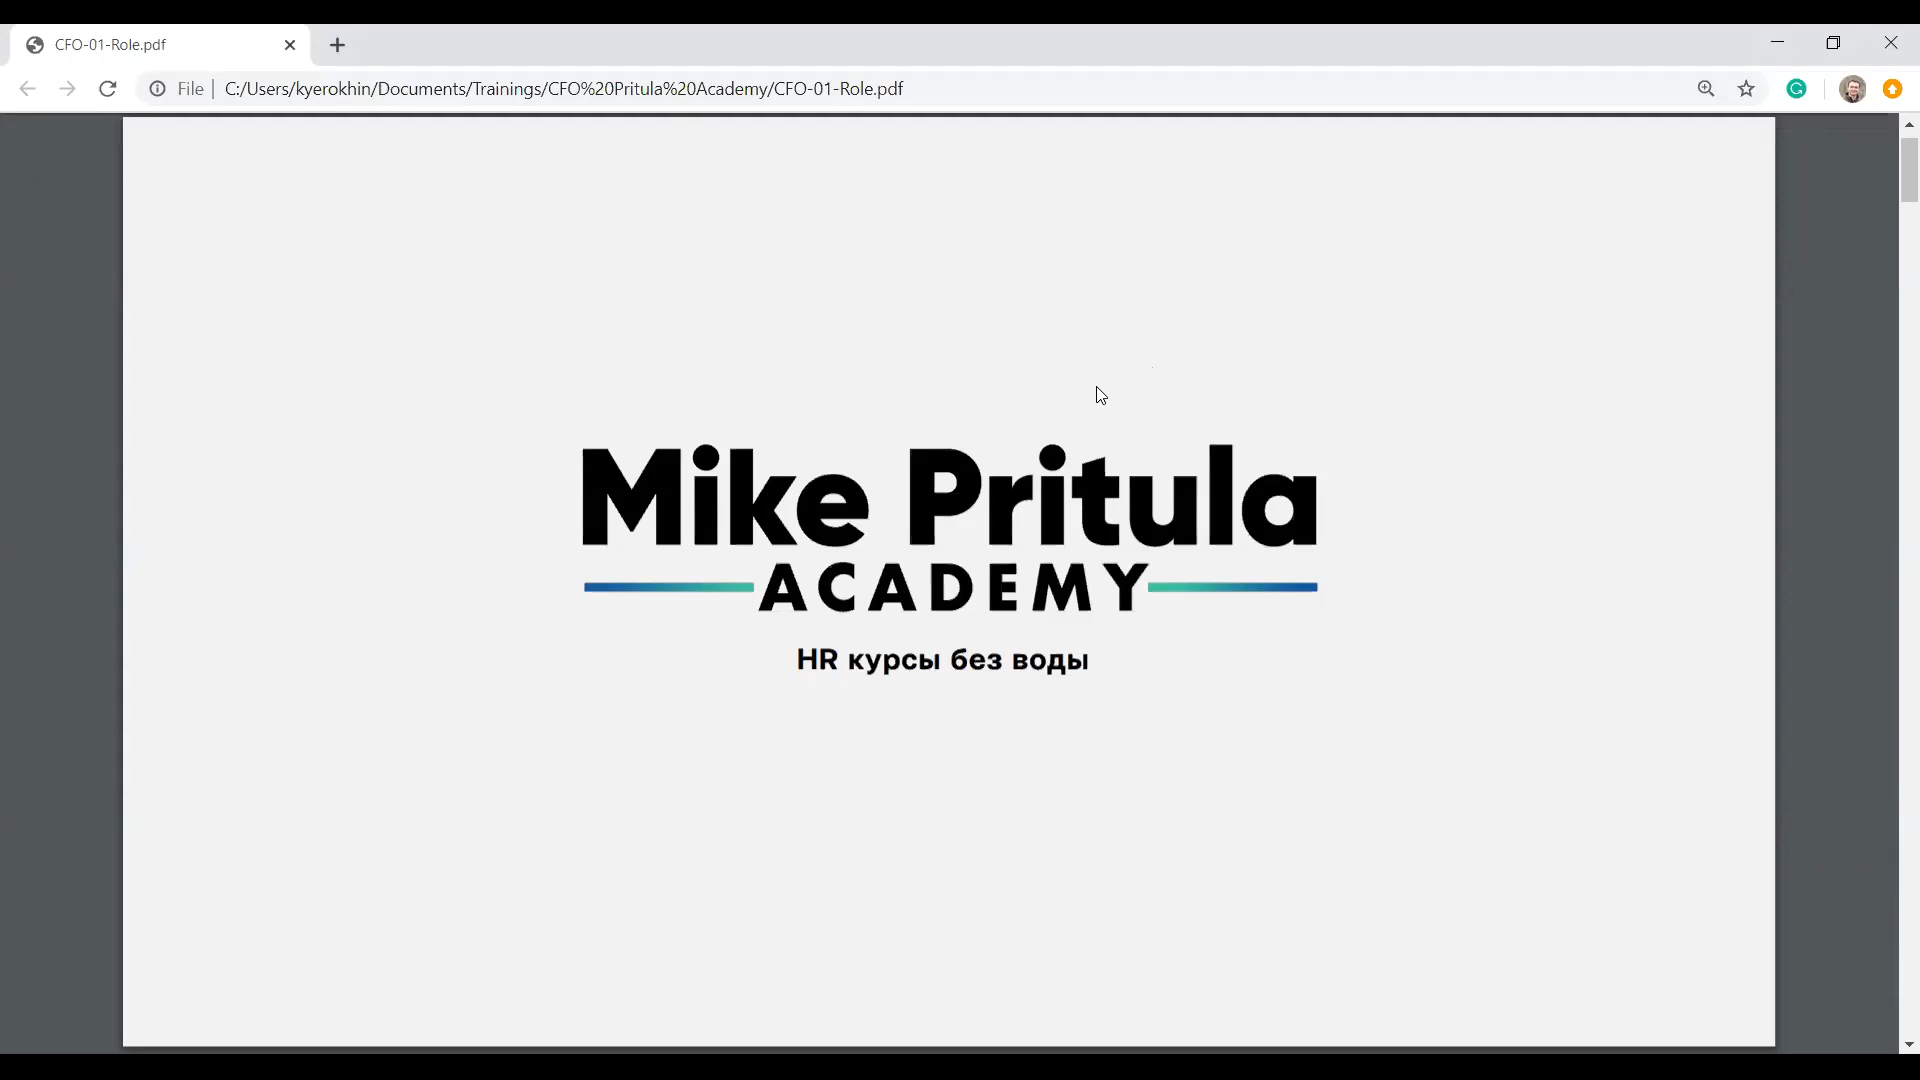 CFO-01-Role.pdf
File
C:/Users/kyerokhin/Documents/Trainings/CFO%20Pritula%20Academy/CFO-01-Role.pdf
Mike Pritula
ACADEMY
HR курсы без воды